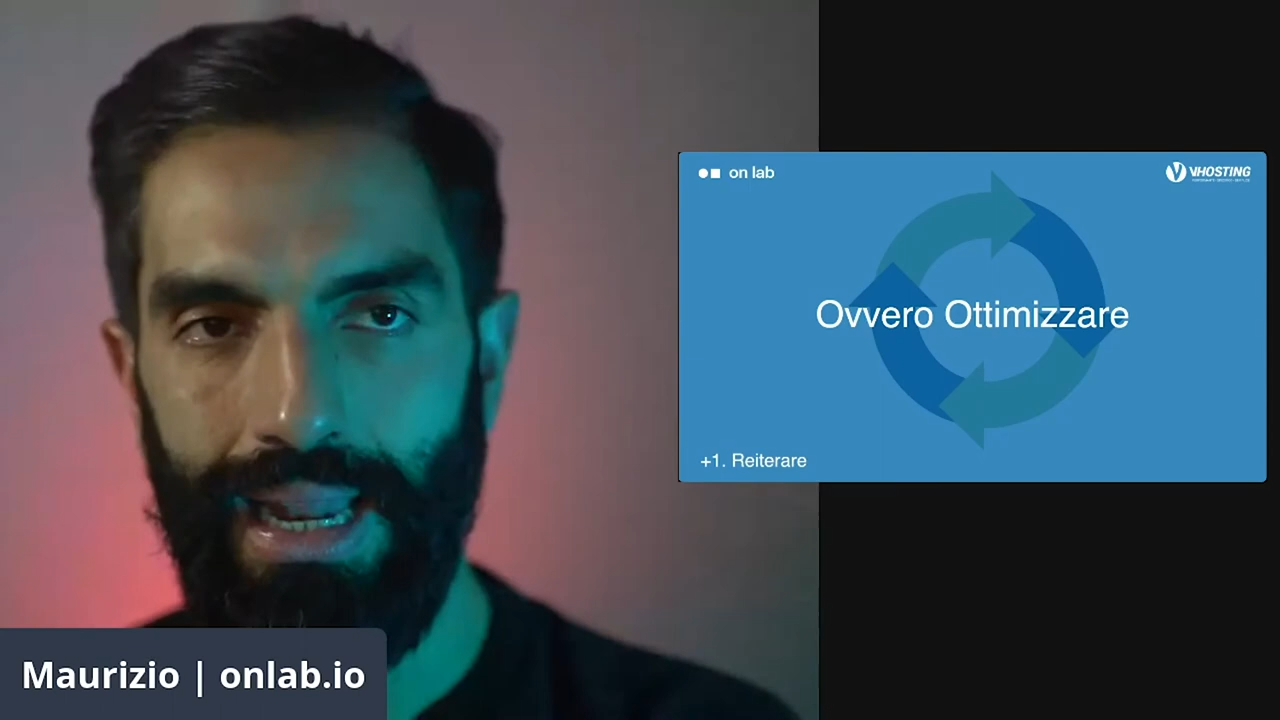 on lab
VHOSTING
Ovvero Ottimizzare
+1. Reiterare
Maurizio | onlab.io